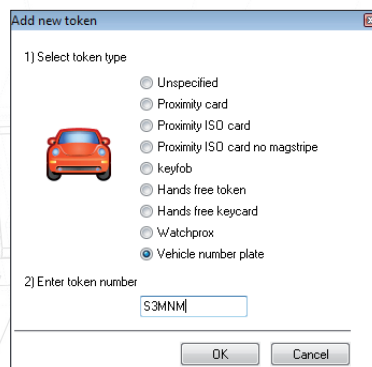 Add new token
1) Select token type
Unspecified
Proximity card
Proximity ISO card
Proximity ISO card no magstripe
keyfob
Hands free token
Hands free keycard
Watchprox
Vehicle number plate
2) Enter token number
S3MNM
OK
Cancel